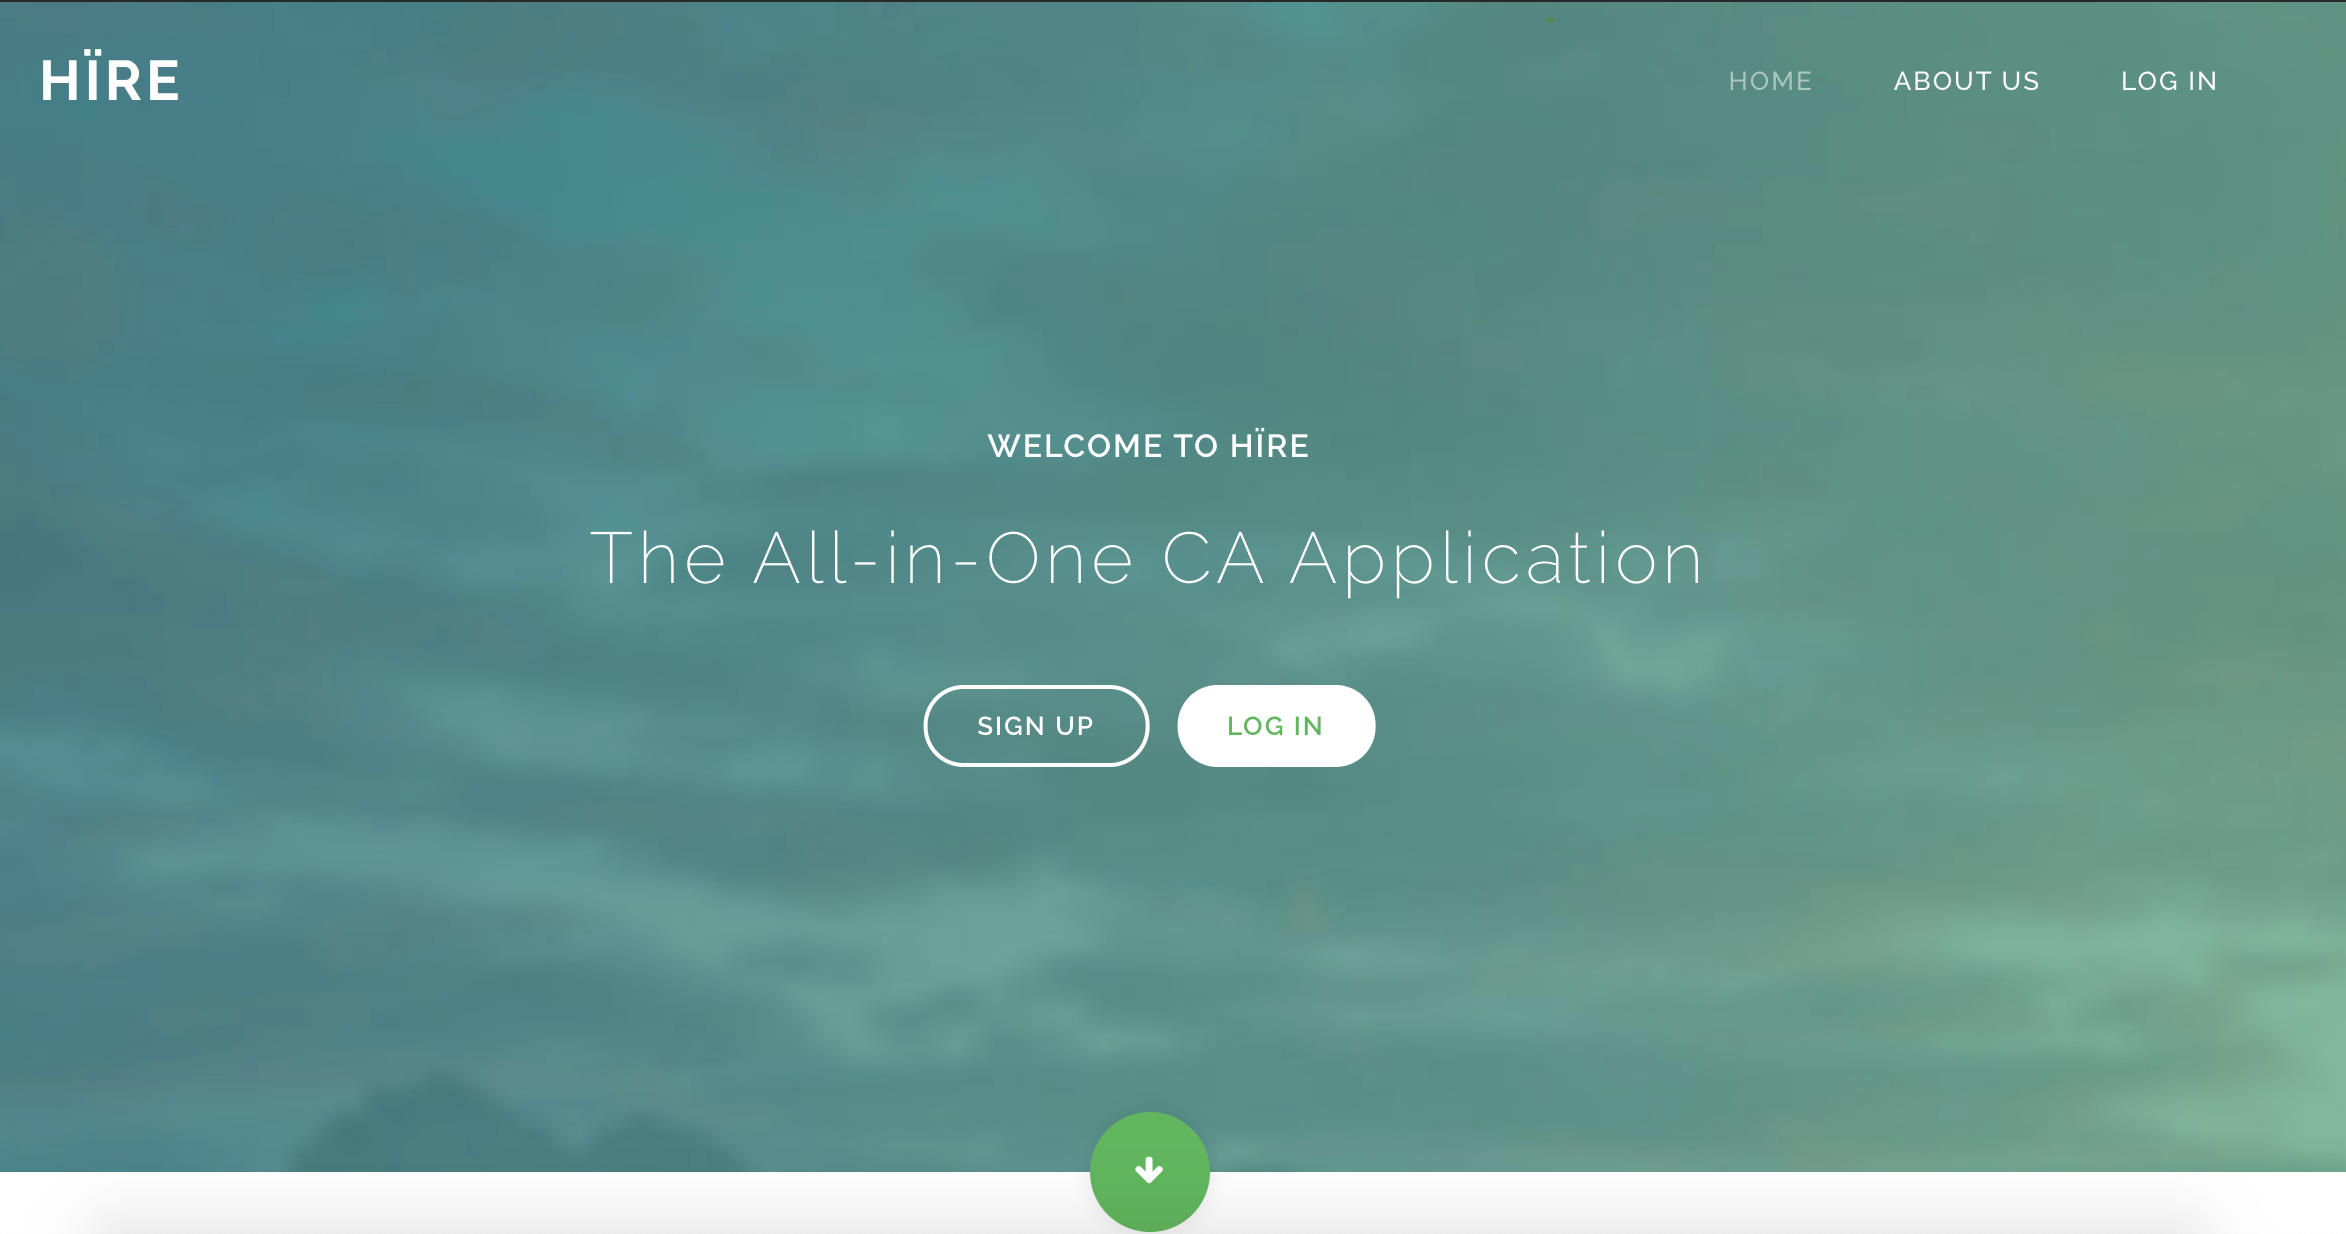 HÏRE
HOME ABOUT US LOG IN
WELCOME TO HÏRE
The All-in-One CA Application
SIGN UP LOG IN